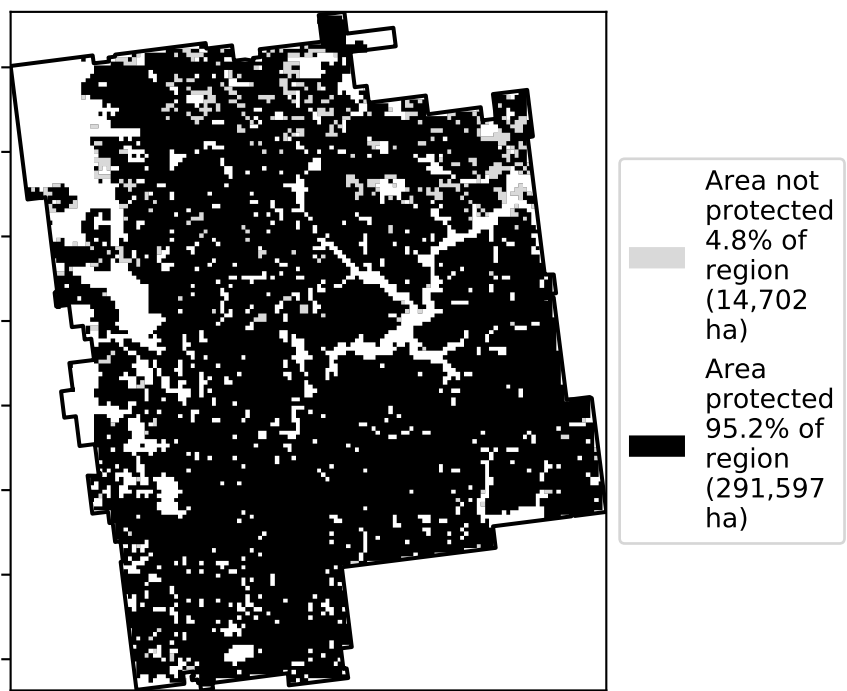 Area not
protected
4.8% of
region
(14,702
ha)
Area
protected
95.2% of
region
(291,597
ha)